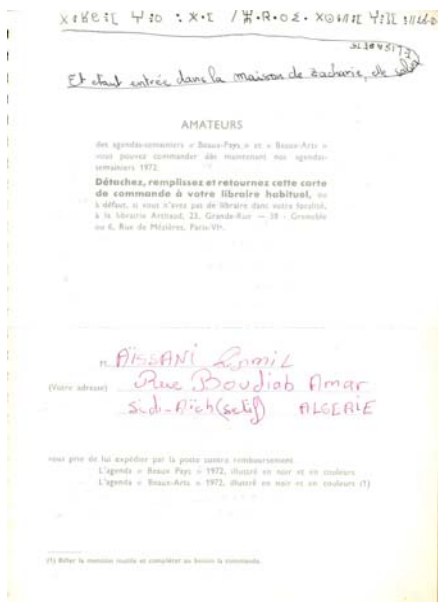 Et étant entrée dans la maison de Zacharie, elle
AMATEURS
des agendas-semainiers « Beaux-Pays » et « Beaux-Arts »
vous pouvez commander dès maintenant nos agendas-
semainiers 1972.
Détachez, remplissez et retournez cette carte
de commande à votre libraire habituel, ou
à défaut, si vous n'avez pas de libraire dans votre localité,
à la librairie Arthaud, 23, Grande-Rue — 38 - Grenoble
ou 6, Rue de Mézières, Paris-VIe.
M. AÏSSANI
(Votre adresse) Rue Boudiab Amar
Sidi-Aïch (setif) ALGERIE
vous prie de lui expédier par la poste contre remboursement
L'agenda « Beaux Pays » 1972, illustré en noir et en couleurs
L'agenda « Beaux-Arts » 1972, illustré en noir et en couleurs (1)
(1) Biffer la mention inutile et compléter au besoin la commande.